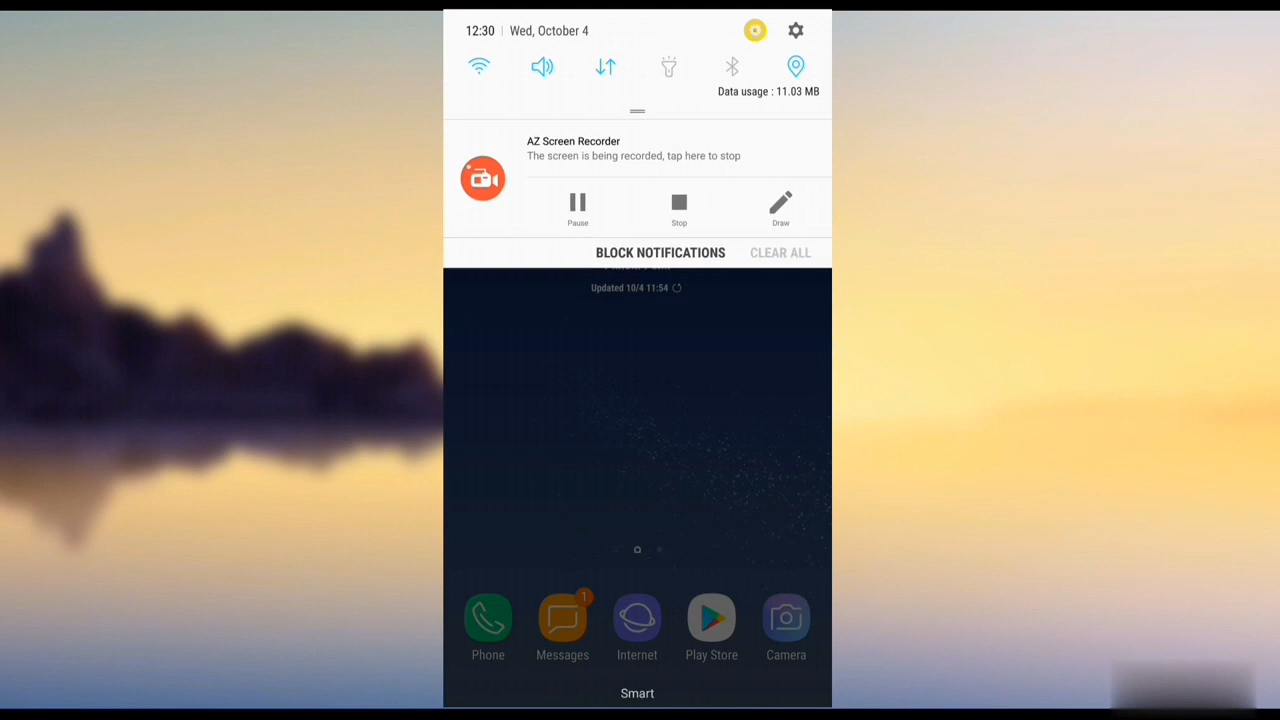 12:30 | Wed, October 4
Data usage : 11.03 MB
AZ Screen Recorder
The screen is being recorded, tap here to stop
Pause
Stop
Draw
BLOCK NOTIFICATIONS
CLEAR ALL
Updated 10/4 11:54
1
Phone
Messages
Internet
Play Store
Camera
Smart